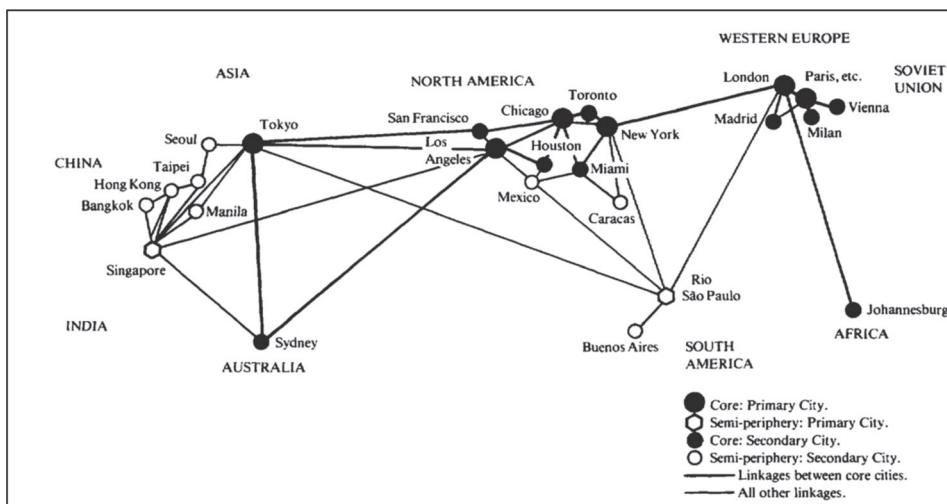 WESTERN EUROPE
London
Paris, etc.
SOVIET
UNION
ASIA
NORTH AMERICA
Toronto
Chicago
San Francisco
Tokyo
New York
Madrid
Vienna
Milan
Seoul
Los
Angeles
Houston
CHINA
Taipei
Miami
Hong Kong
Bangkok
Manila
Mexico
Caracas
Singapore
Rio
São Paulo
Johannesburg
INDIA
Sydney
Buenos Aires
AFRICA
AUSTRALIA
SOUTH
AMERICA
Core: Primary City.
Semi-periphery: Primary City.
Core: Secondary City.
Semi-periphery: Secondary City.
Linkages between core cities.
All other linkages.